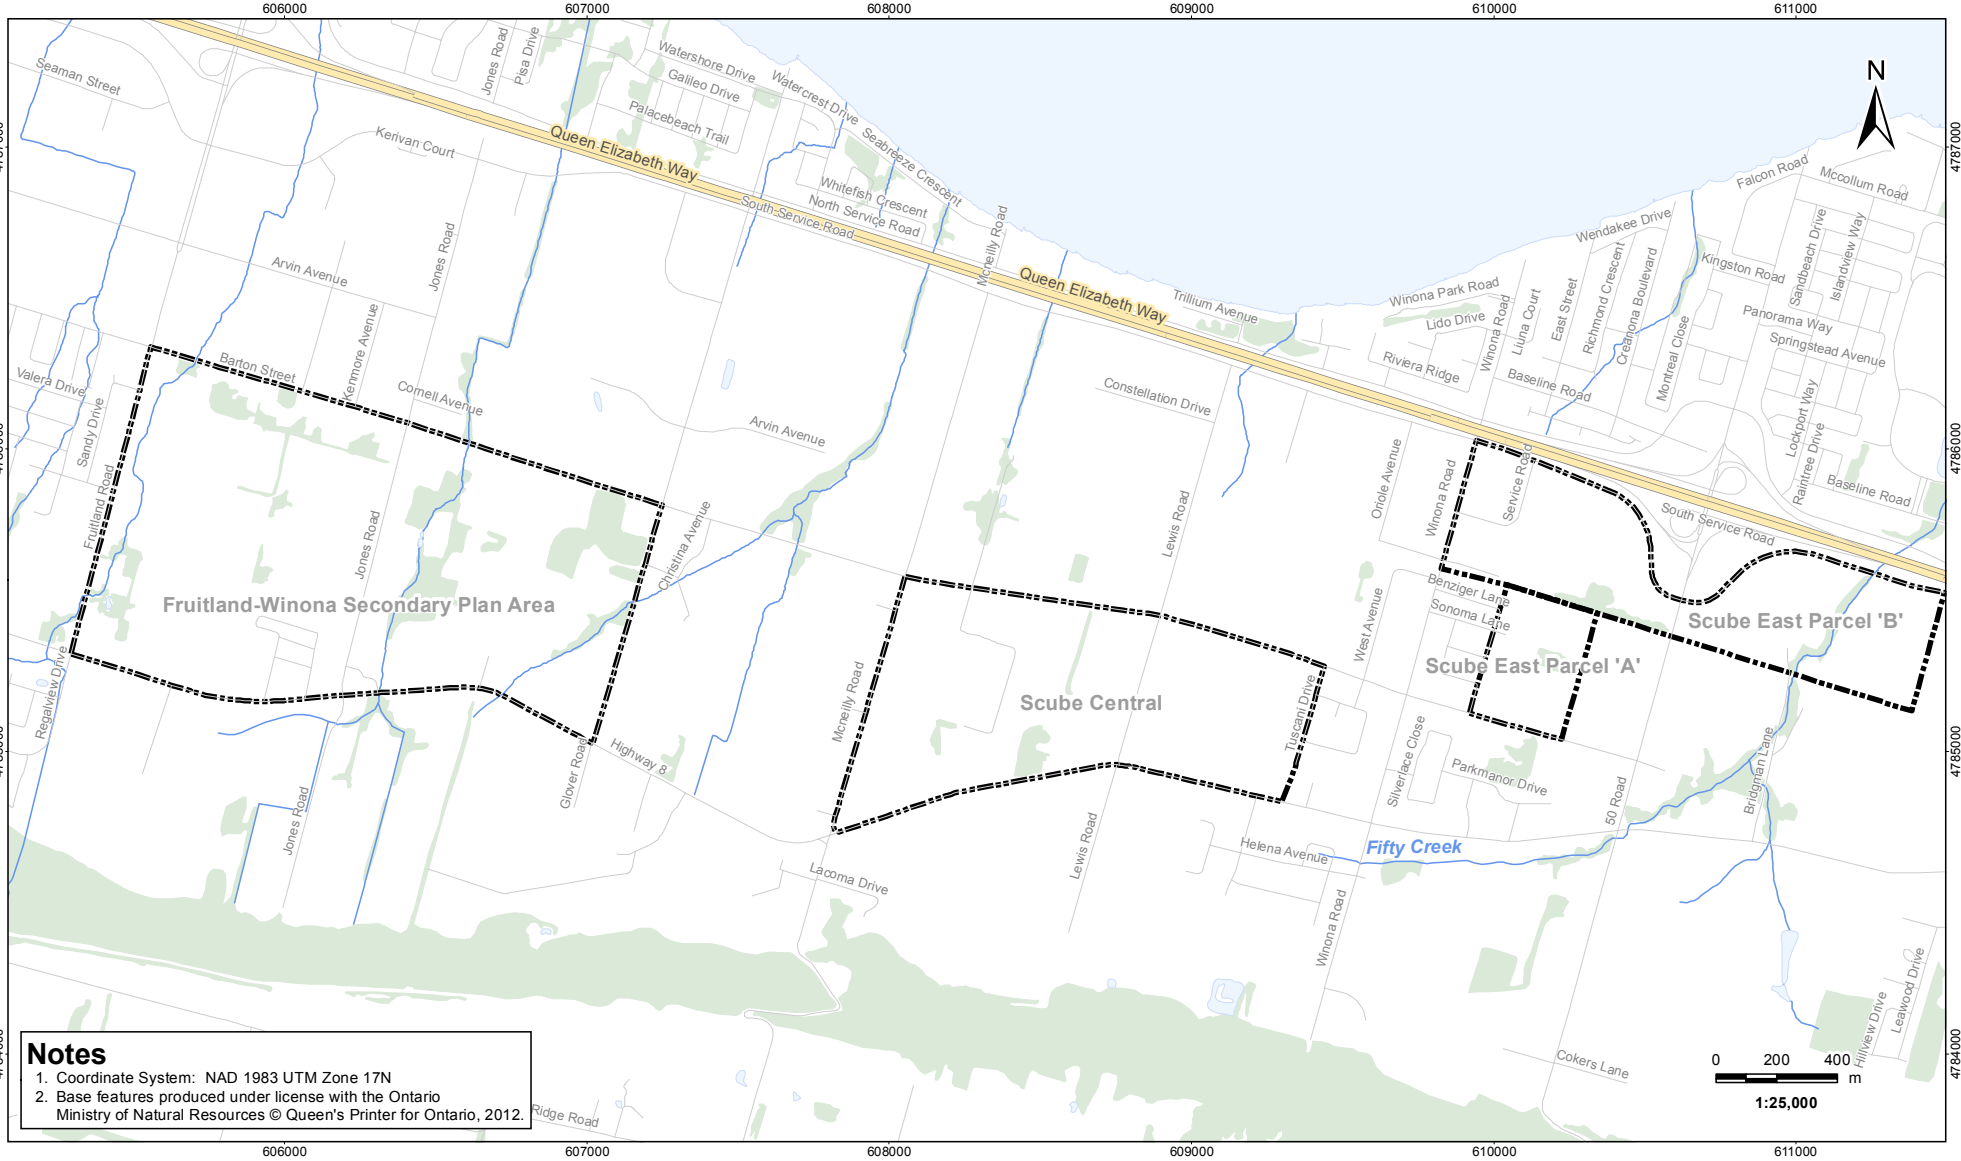 606000
607000
608000
609000
610000
611000
Seaman Street
Jones Road
Pisa Drive
Watershore Drive
Galileo Drive
Palacebeach Trail
Watercrest Drive
Seabreeze Crescent
Kerivan Court
Queen Elizabeth Way
Whitefish Crescent
North Service Road
South Service Road
Mcneilly Road
N
4787000
Falcon Road
Mccollum Road
Wendakee Drive
Sandbeach Drive
Islandview Way
Kingston Road
Arvin Avenue
Jones Road
Queen Elizabeth Way
Trillium Avenue
Winona Park Road
Lido Drive
Winona Road
Liuna Court
East Street
Richmond Crescent
Creanona Boulevard
Montreal Close
Panorama Way
Springstead Avenue
Riviera Ridge
Baseline Road
Kenmore Avenue
Barton Street
Cornell Avenue
Valera Drive
Sandy Drive
Constellation Drive
Arvin Avenue
Lockport Way
Raintree Drive
Baseline Road
4786000
Oriole Avenue
Winona Road
Service Road
South Service Road
Fruitland Road
Jones Road
Christina Avenue
Lewis Road
Benziger Lane
Sonoma Lane
West Avenue
Fruitland-Winona Secondary Plan Area
Scube East Parcel 'B'
Scube East Parcel 'A'
Scube Central
Regalview Drive
Mcneilly Road
Tuscani Drive
Glover Road
Highway 8
Silverlace Close
Parkmanor Drive
50 Road
Bridgman Lane
4785000
Jones Road
Lewis Road
Helena Avenue
Fifty Creek
Lacoma Drive
Winona Road
Hillview Drive
Leawood Drive
Cokers Lane
4784000
Ridge Road
Notes
1. Coordinate System: NAD 1983 UTM Zone 17N
2. Base features produced under license with the Ontario
Ministry of Natural Resources © Queen's Printer for Ontario, 2012.
0 200 400
m
1:25,000
606000
607000
608000
609000
610000
611000